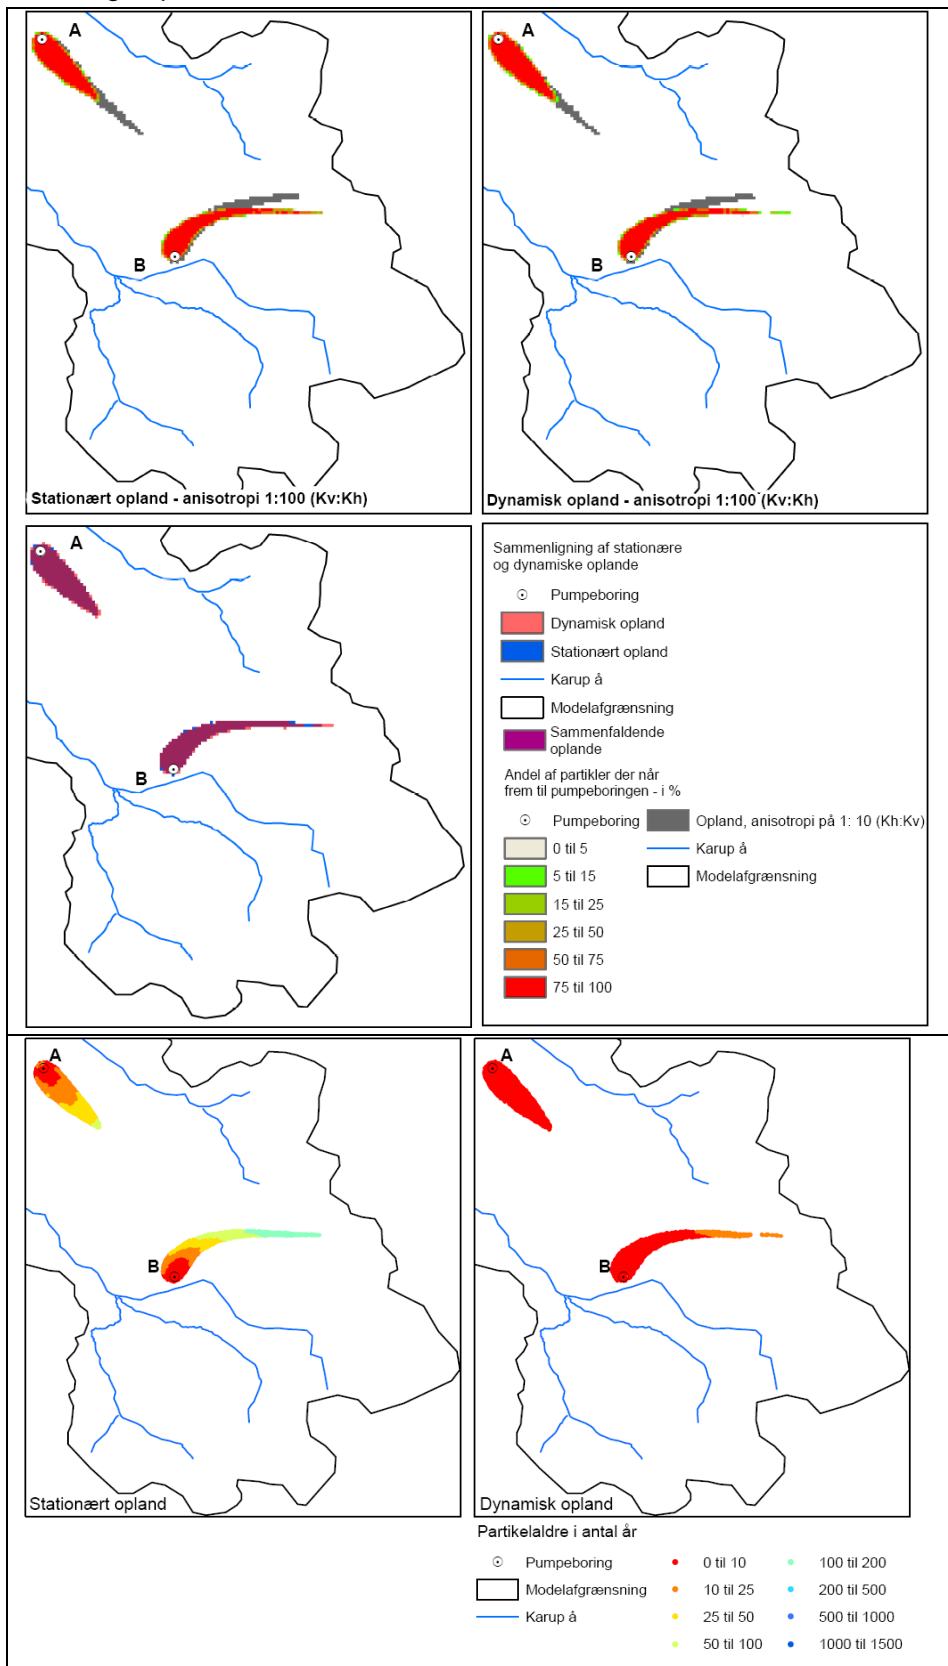 A
B
Stationært opland - anisotropi 1:100 (Kv:Kh)
A
B
Dynamisk opland - anisotropi 1:100 (Kv:Kh)
A
B
Sammenligning af stationære
og dynamiske oplande
Pumpeboring
Dynamisk opland
Stationært opland
Karup å
Modelafgrænsning
Sammenfaldende
oplande
Andel af partikler der når
frem til pumpeboringen - i %
Pumpeboring
0 til 5
5 til 15
15 til 25
25 til 50
50 til 75
75 til 100
Opland, anisotropi på 1: 10 (Kh:Kv)
Karup å
Modelafgrænsning
A
B
Stationært opland
A
B
Dynamisk opland
Partikelaldre i antal år
Pumpeboring
Modelafgrænsning
Karup å
0 til 10
10 til 25
25 til 50
50 til 100
100 til 200
200 til 500
500 til 1000
1000 til 1500